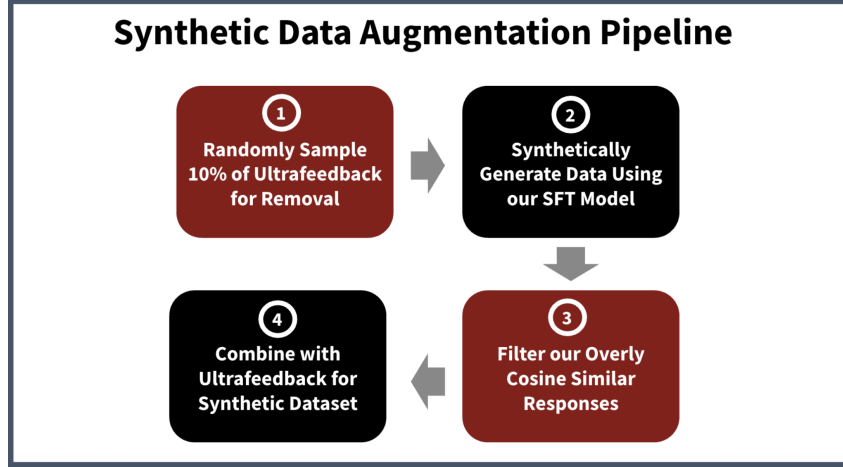 Synthetic Data Augmentation Pipeline
1
Randomly Sample
10% of Ultrafeedback
for Removal
2
Synthetically
Generate Data Using
our SFT Model
3
Filter our Overly
Cosine Similar
Responses
4
Combine with
Ultrafeedback for
Synthetic Dataset